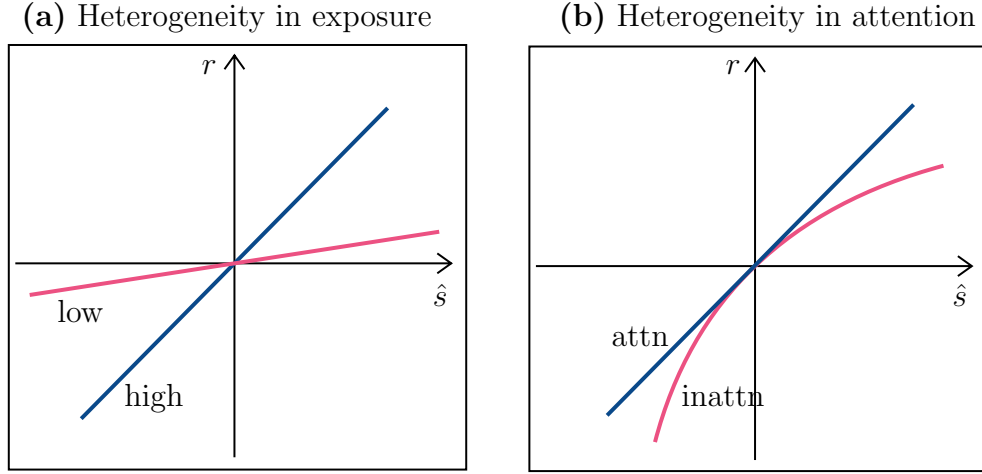 (a) Heterogeneity in exposure
r
ŝ
low
high
(b) Heterogeneity in attention
r
ŝ
attn
inattn